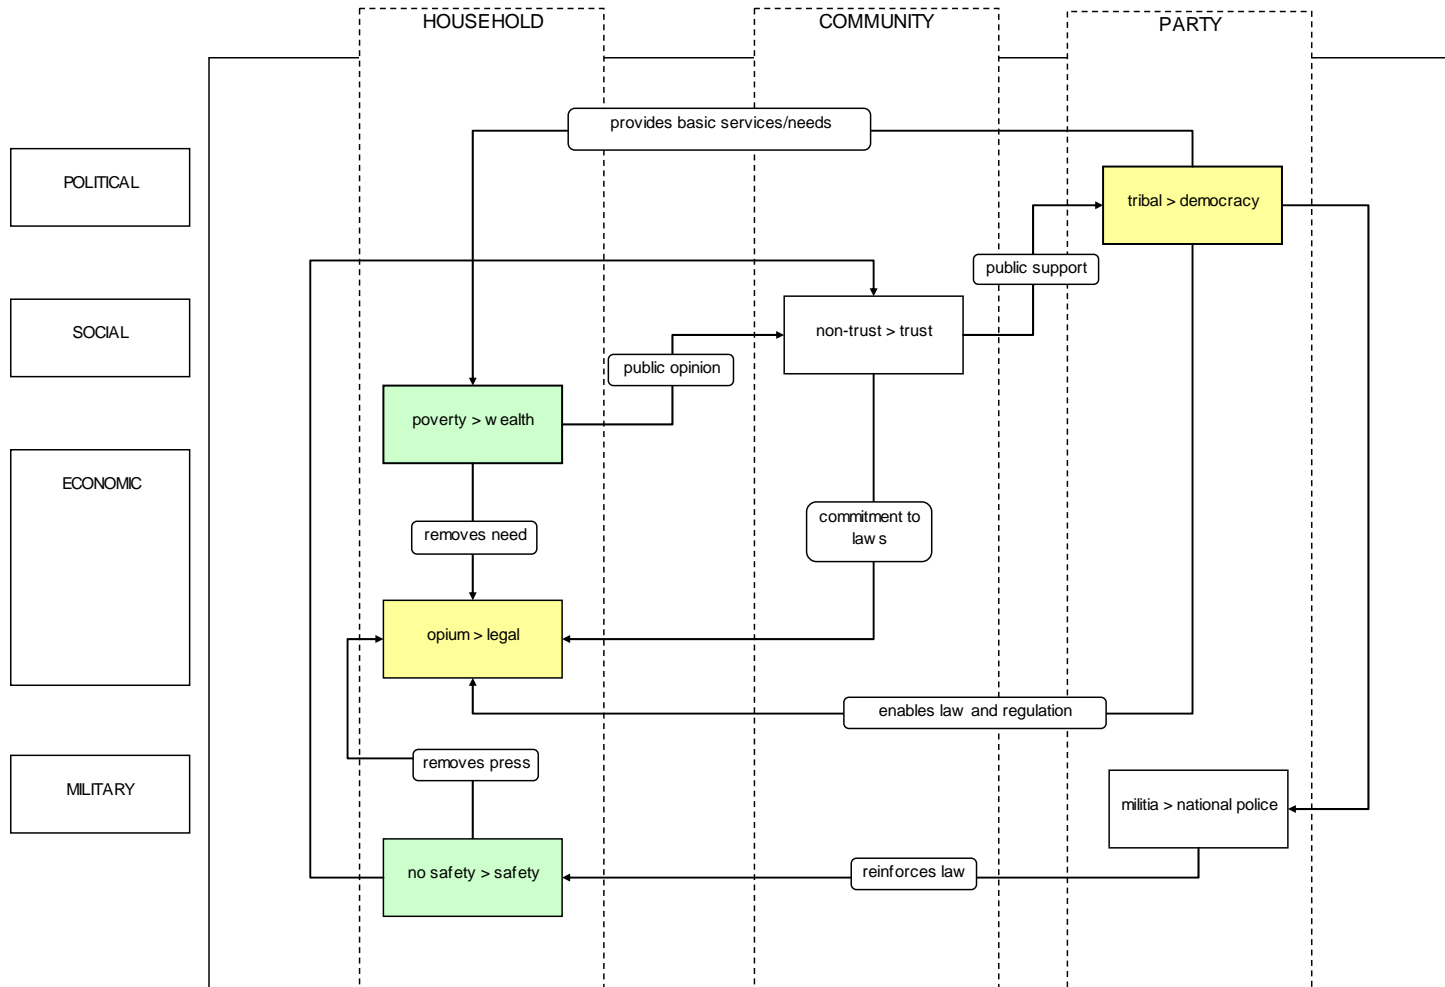 HOUSEHOLD
COMMUNITY
PARTY
provides basic services/needs
POLITICAL
tribal > democracy
public support
SOCIAL
non-trust > trust
public opinion
poverty > wealth
ECONOMIC
commitment to
laws
removes need
opium > legal
enables law and regulation
removes press
MILITARY
militia > national police
no safety > safety
reinforces law